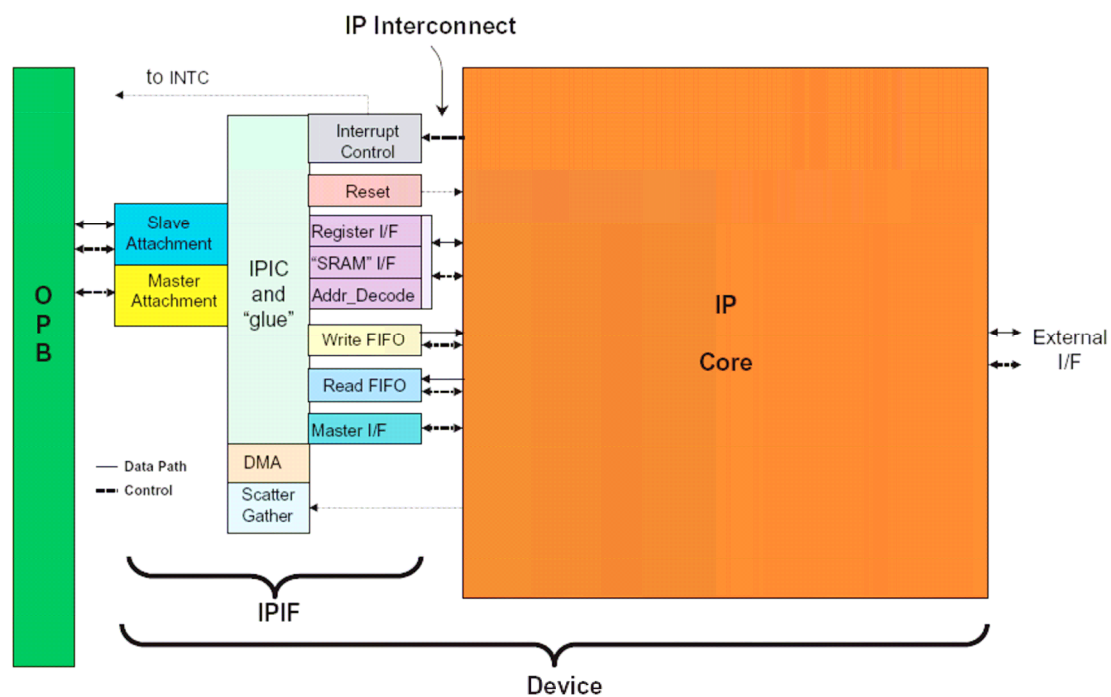 IP Interconnect
to INTC
Interrupt
Control
Reset
Slave
Attachment
Register I/F
"SRAM" I/F
Addr_Decode
Master
Attachment
IPIC
and
"glue"
O
P
B
IP
Core
Write FIFO
External
I/F
Read FIFO
Master I/F
DMA
Data Path
Control
Scatter
Gather
IPIF
Device